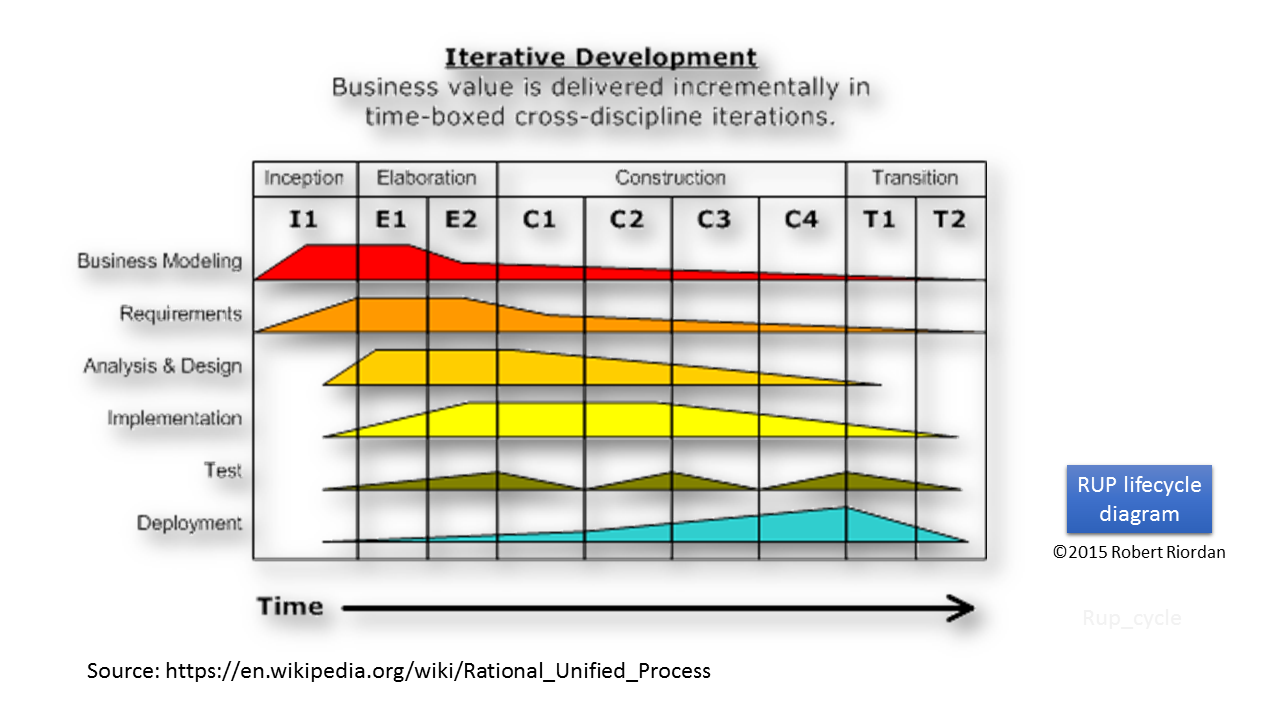 Iterative Development
Business value is delivered incrementally in
time-boxed cross-discipline iterations.
Inception Elaboration Construction Transition
I1 E1 E2 C1 C2 C3 C4 T1 T2
Business Modeling
Requirements
Analysis & Design
Implementation
Test
Deployment
RUP lifecycle
diagram
©2015 Robert Riordan
Time
Rup_cycle
Source: https://en.wikipedia.org/wiki/Rational_Unified_Process